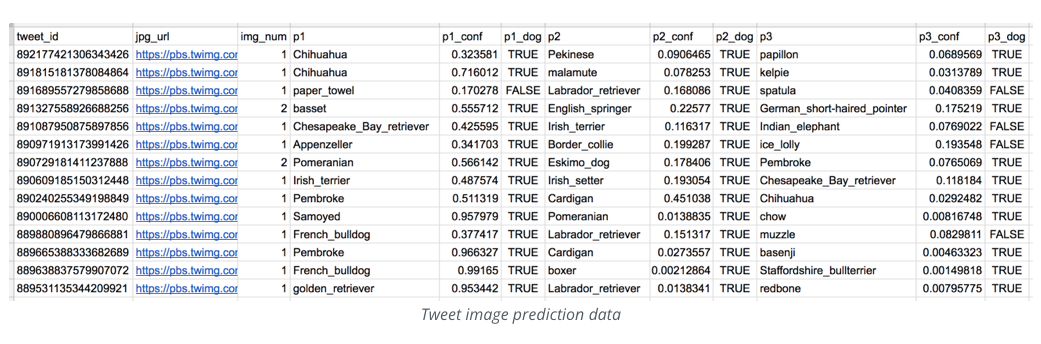 tweet_id jpg_url img_num p1 p1_conf p1_dog p2 p2_conf p2_dog p3 p3_conf p3_dog
892177421306343426 https://pbs.twimg.cor 1 Chihuahua 0.323581 TRUE Pekinese 0.0906465 TRUE papillon 0.0689569 TRUE
891815181378084864 https://pbs.twimg.cor 1 Chihuahua 0.716012 TRUE malamute 0.078253 TRUE kelpie 0.0313789 TRUE
891689557279858688 https://pbs.twimg.cor 1 paper_towel 0.170278 FALSE Labrador_retriever 0.168086 TRUE spatula 0.0408359 FALSE
891327558926688256 https://pbs.twimg.cor 2 basset 0.555712 TRUE English_springer 0.22577 TRUE German_short-haired_pointer 0.175219 TRUE
891087950875897856 https://pbs.twimg.cor 1 Chesapeake_Bay_retriever 0.425595 TRUE Irish_terrier 0.116317 TRUE Indian_elephant 0.0769022 FALSE
890971913173991426 https://pbs.twimg.cor 1 Appenzeller 0.341703 TRUE Border_collie 0.199287 TRUE ice_lolly 0.193548 FALSE
890729181411237888 https://pbs.twimg.cor 2 Pomeranian 0.566142 TRUE Eskimo_dog 0.178406 TRUE Pembroke 0.0765069 TRUE
890609185150312448 https://pbs.twimg.cor 1 Irish_terrier 0.487574 TRUE Irish_setter 0.193054 TRUE Chesapeake_Bay_retriever 0.118184 TRUE
890240255349198849 https://pbs.twimg.cor 1 Pembroke 0.511319 TRUE Cardigan 0.451038 TRUE Chihuahua 0.0292482 TRUE
890006608113172480 https://pbs.twimg.cor 1 Samoyed 0.957979 TRUE Pomeranian 0.0138835 TRUE chow 0.00816748 TRUE
889880896479866881 https://pbs.twimg.cor 1 French_bulldog 0.377417 TRUE Labrador_retriever 0.151317 TRUE muzzle 0.0829811 FALSE
889665388333682689 https://pbs.twimg.cor 1 Pembroke 0.966327 TRUE Cardigan 0.0273557 TRUE basenji 0.00463323 TRUE
889638837579907072 https://pbs.twimg.cor 1 French_bulldog 0.99165 TRUE boxer 0.00212864 TRUE Staffordshire_bullterrier 0.00149818 TRUE
889531135344209921 https://pbs.twimg.cor 1 golden_retriever 0.953442 TRUE Labrador_retriever 0.0138341 TRUE redbone 0.00795775 TRUE
Tweet image prediction data